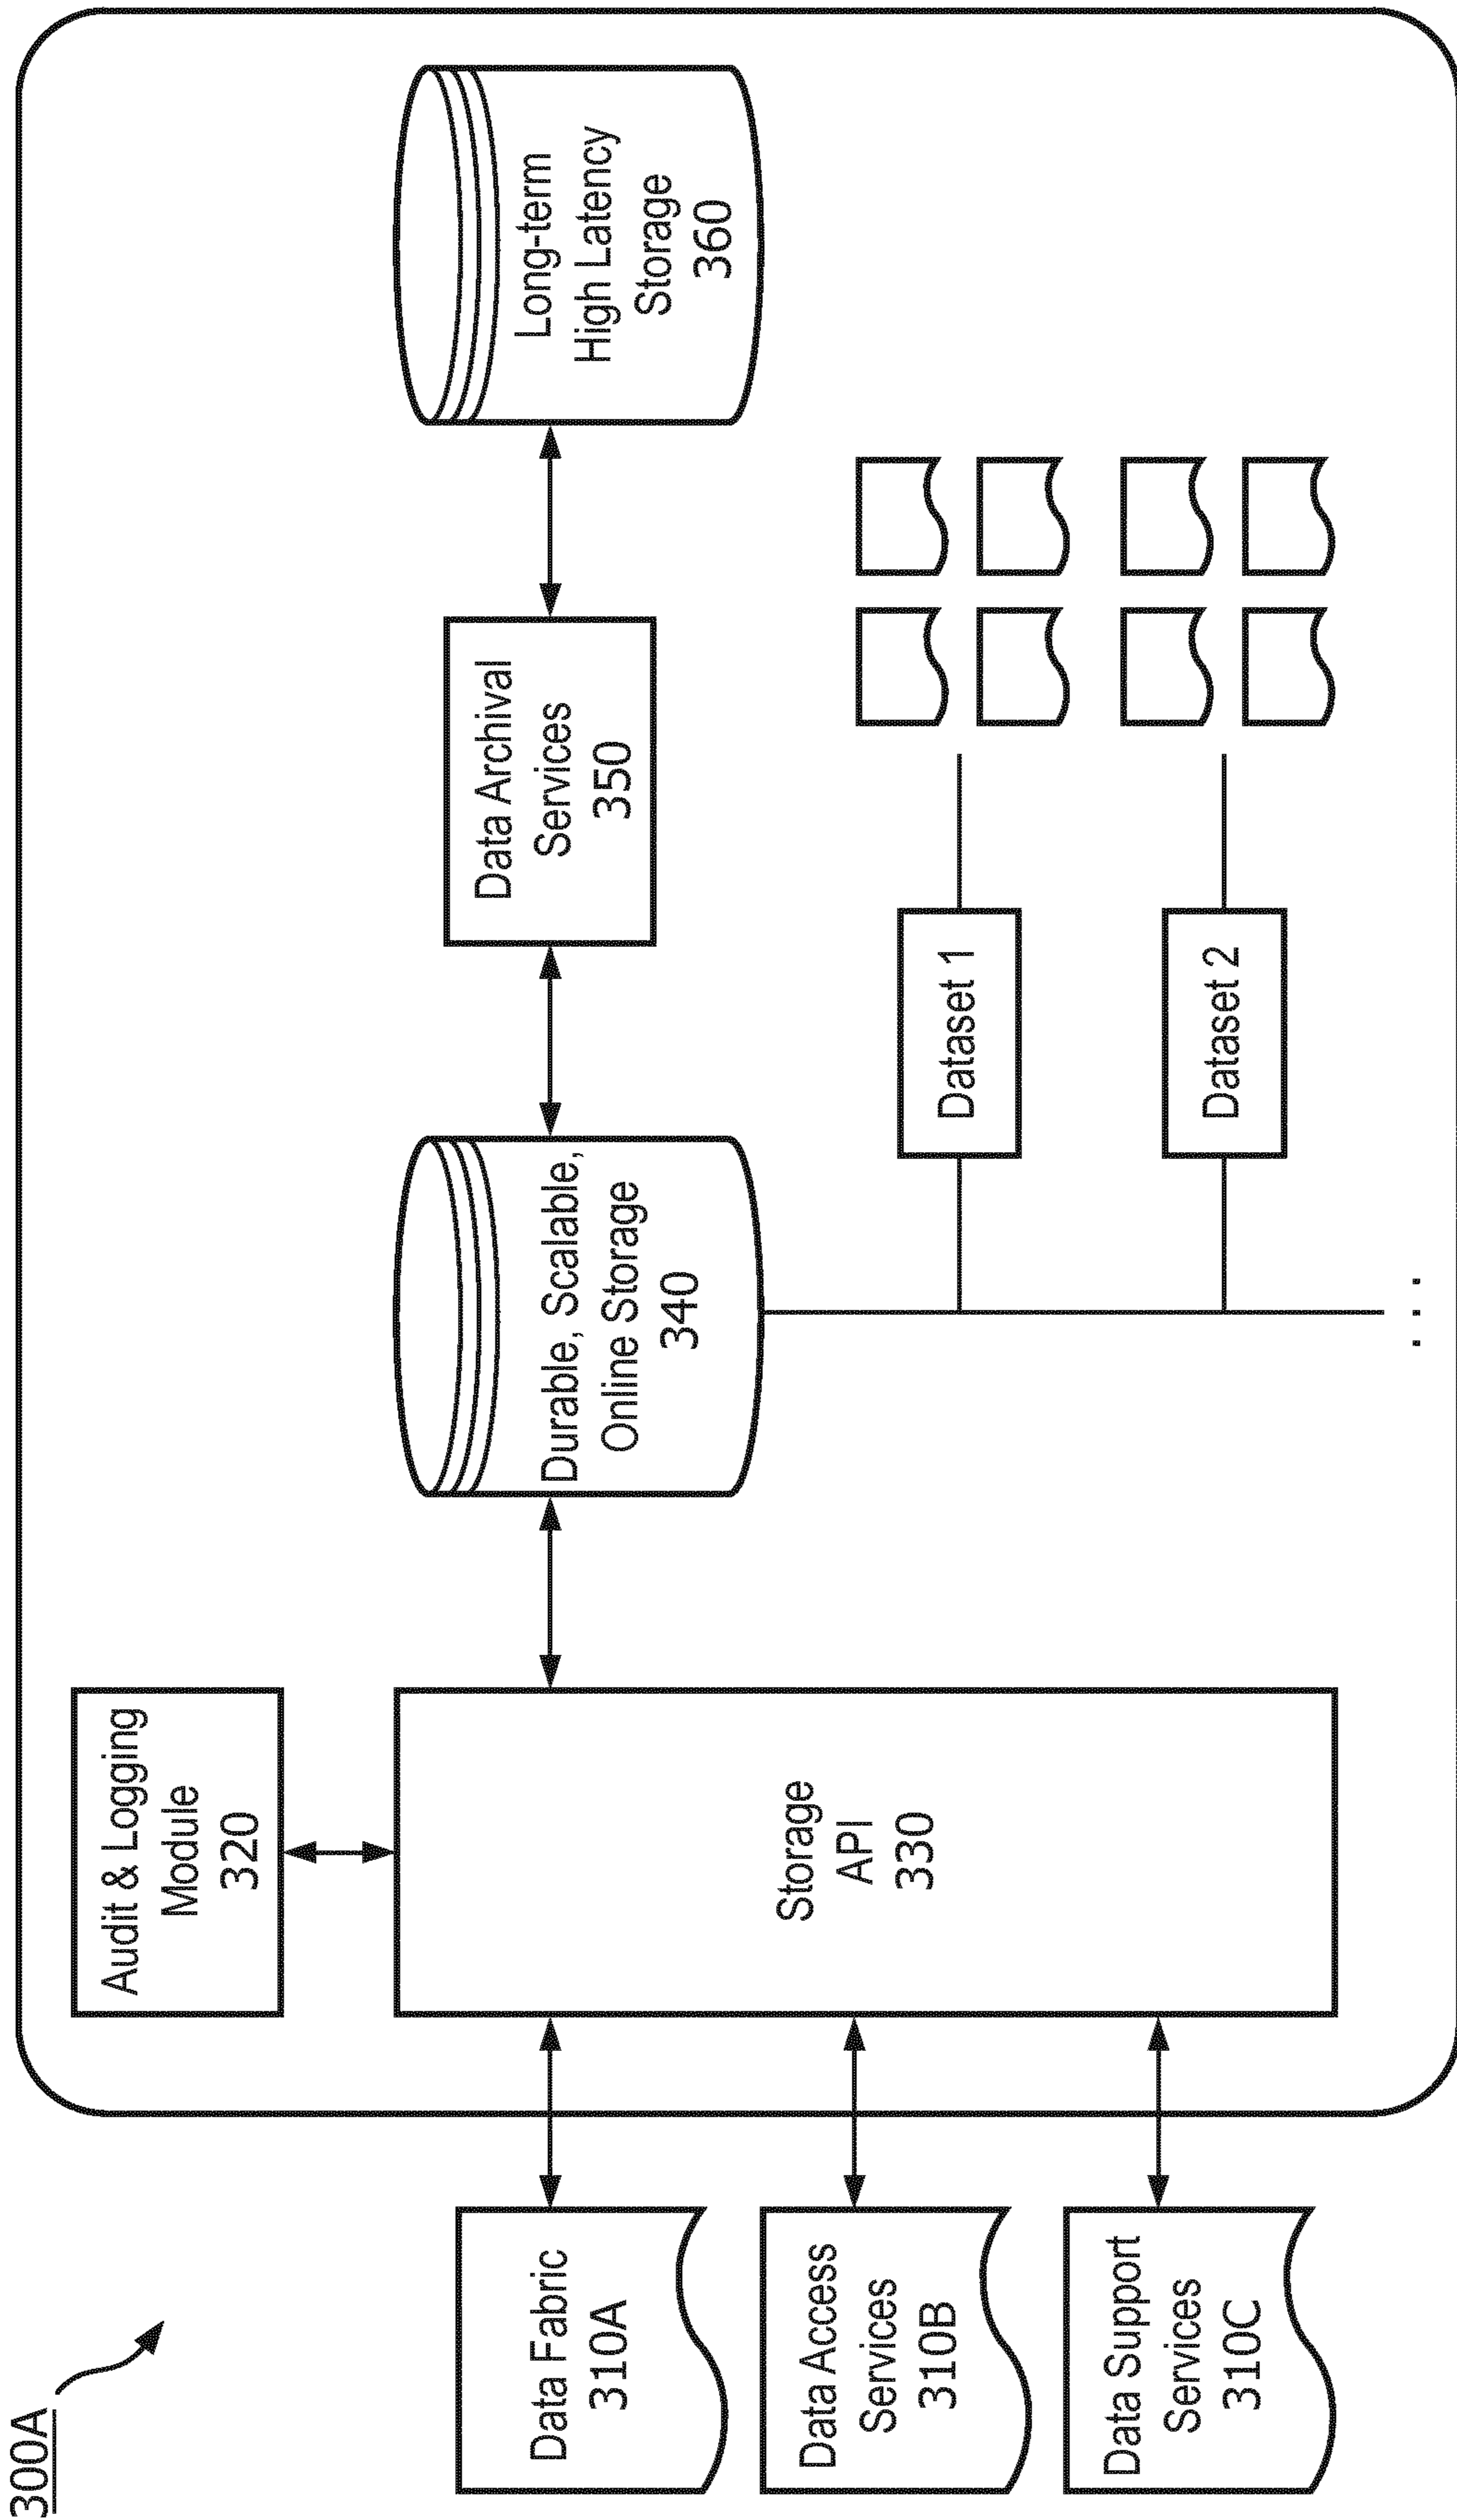 300A
Audit & Logging
Module
320
Data Fabric
310A
Data Access
Services
310B
Data Support
Services
310C
Storage
API
330
Durable, Scalable,
Online Storage
340
Data Archival
Services
350
Long-term
High Latency
Storage
360
Dataset 1
Dataset 2
...